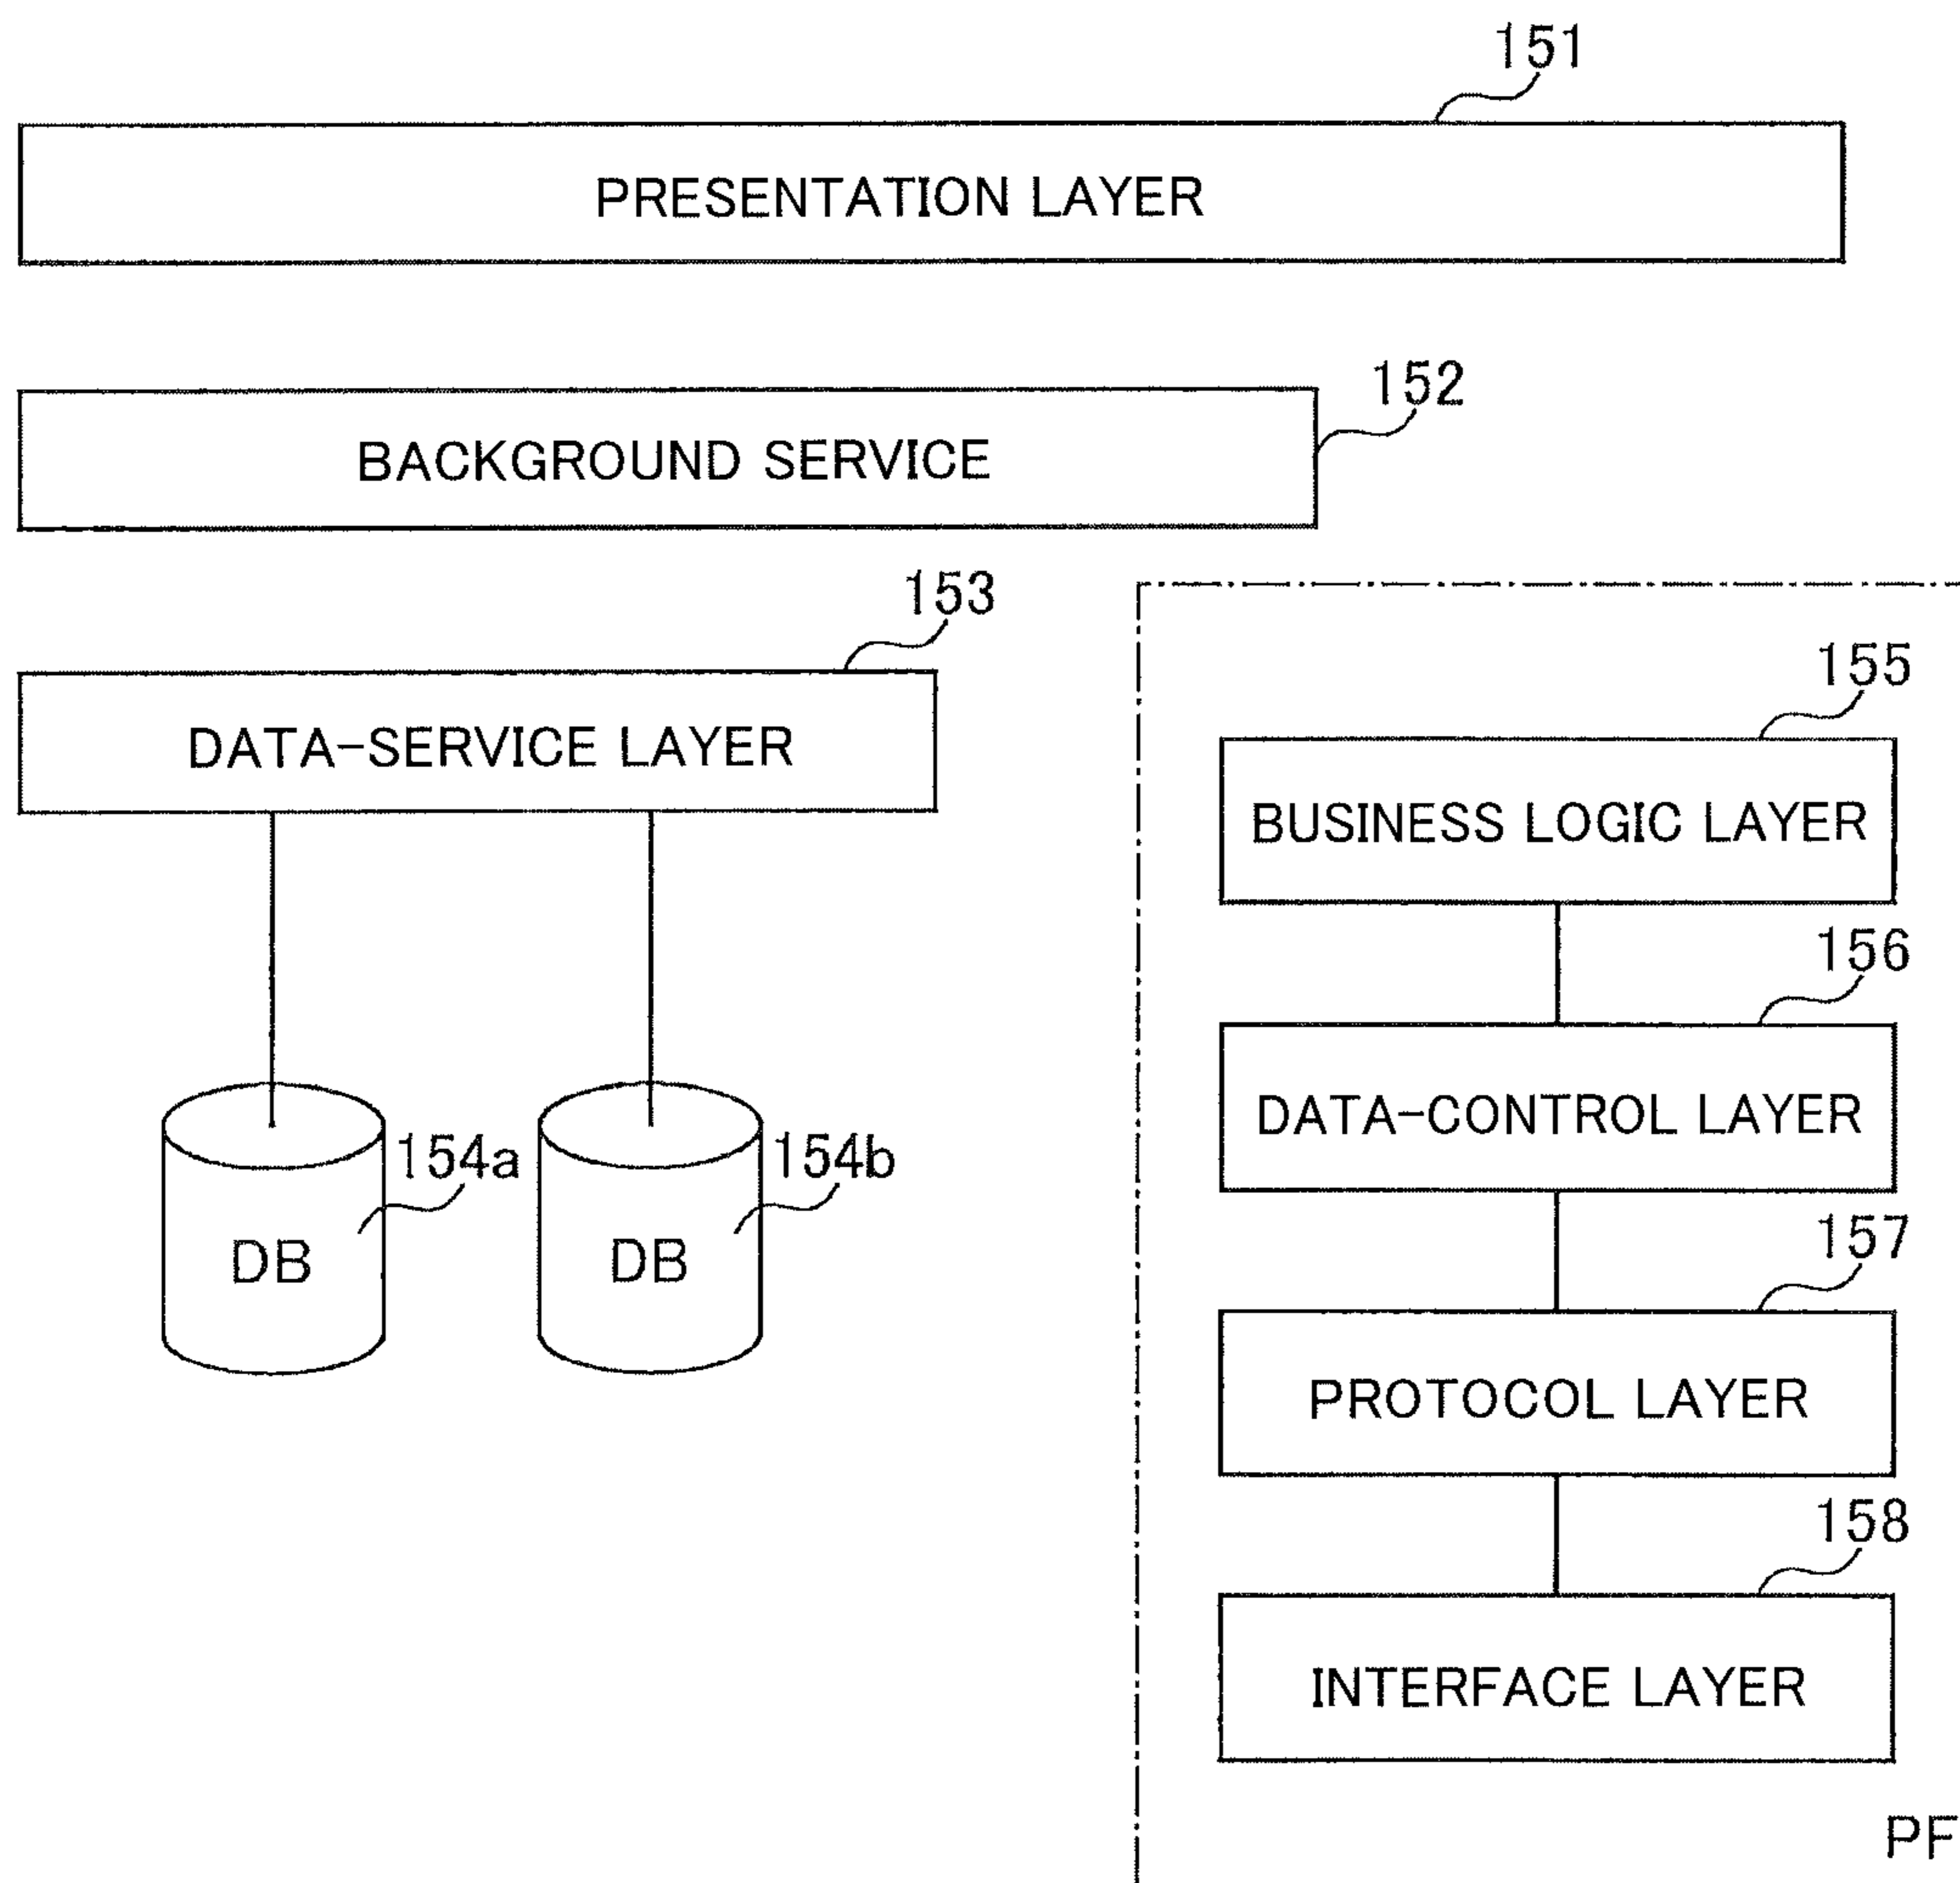 151
PRESENTATION LAYER
152
BACKGROUND SERVICE
153
DATA-SERVICE LAYER
154a
DB
154b
DB
155
BUSINESS LOGIC LAYER
156
DATA-CONTROL LAYER
157
PROTOCOL LAYER
158
INTERFACE LAYER
PF